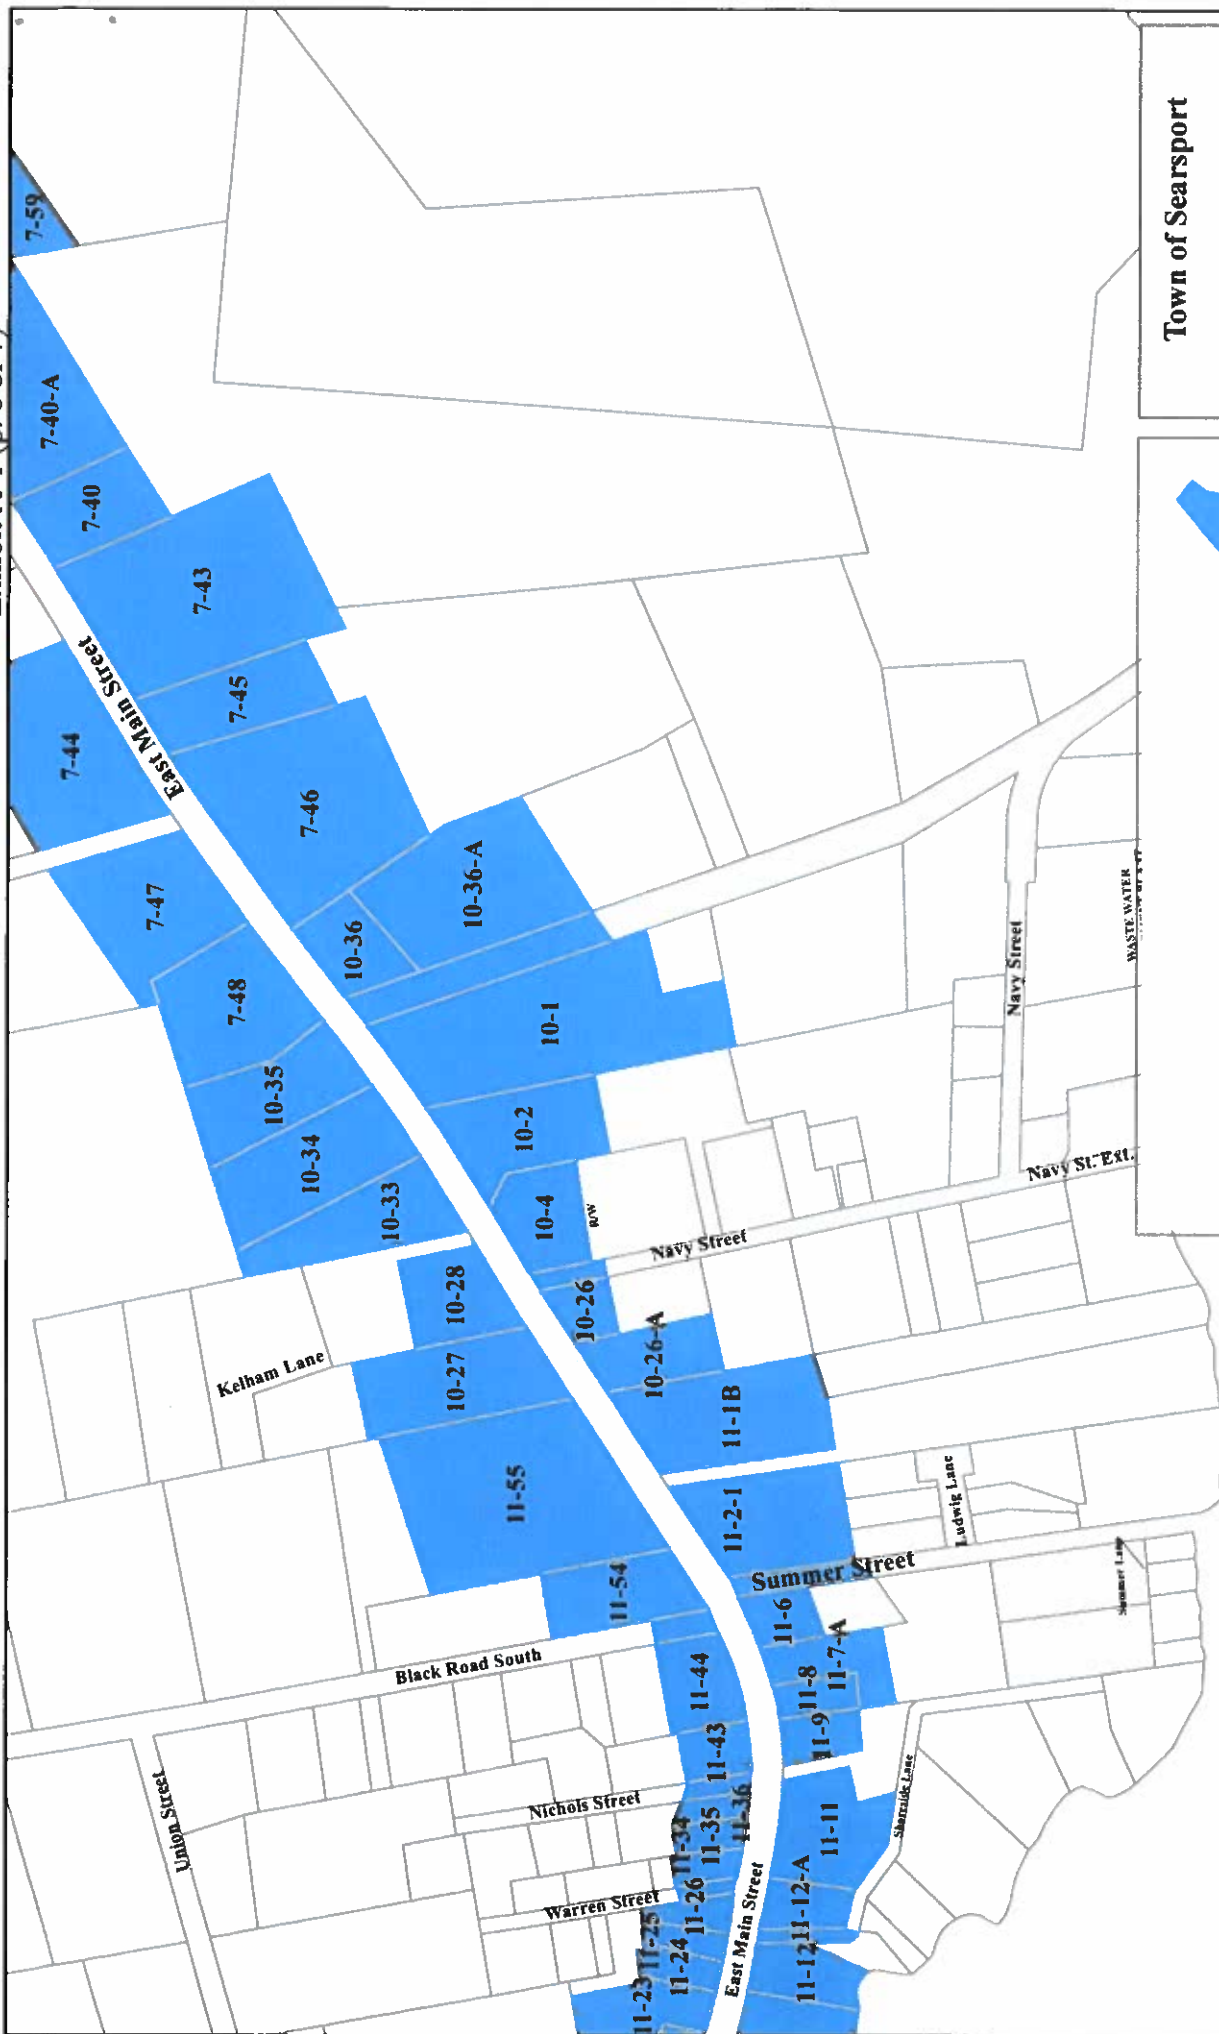 7-59
7-40-A
7-40
7-43
East Main Street
7-44
7-45
7-46
7-47
10-36-A
10-36
7-48
10-1
10-35
10-2
10-34
10-33
10-4
R/W
Navy Street
Navy Street
Navy St. Ext.
WASTE WATER
Town of Searsport
10-28
10-26
10-26-A
Kelham Lane
10-27
11-1B
11-55
11-2-1
Ludwig Lane
Summer Street
Summer Lane
11-54
11-6
11-7-A
Black Road South
11-44
11-8
11-43
11-9
Shoreside Lane
Union Street
Nichols Street
11-36
11-35
11-34
11-11
Warren Street
11-26
11-12-A
11-25
11-24
East Main Street
11-12
11-23